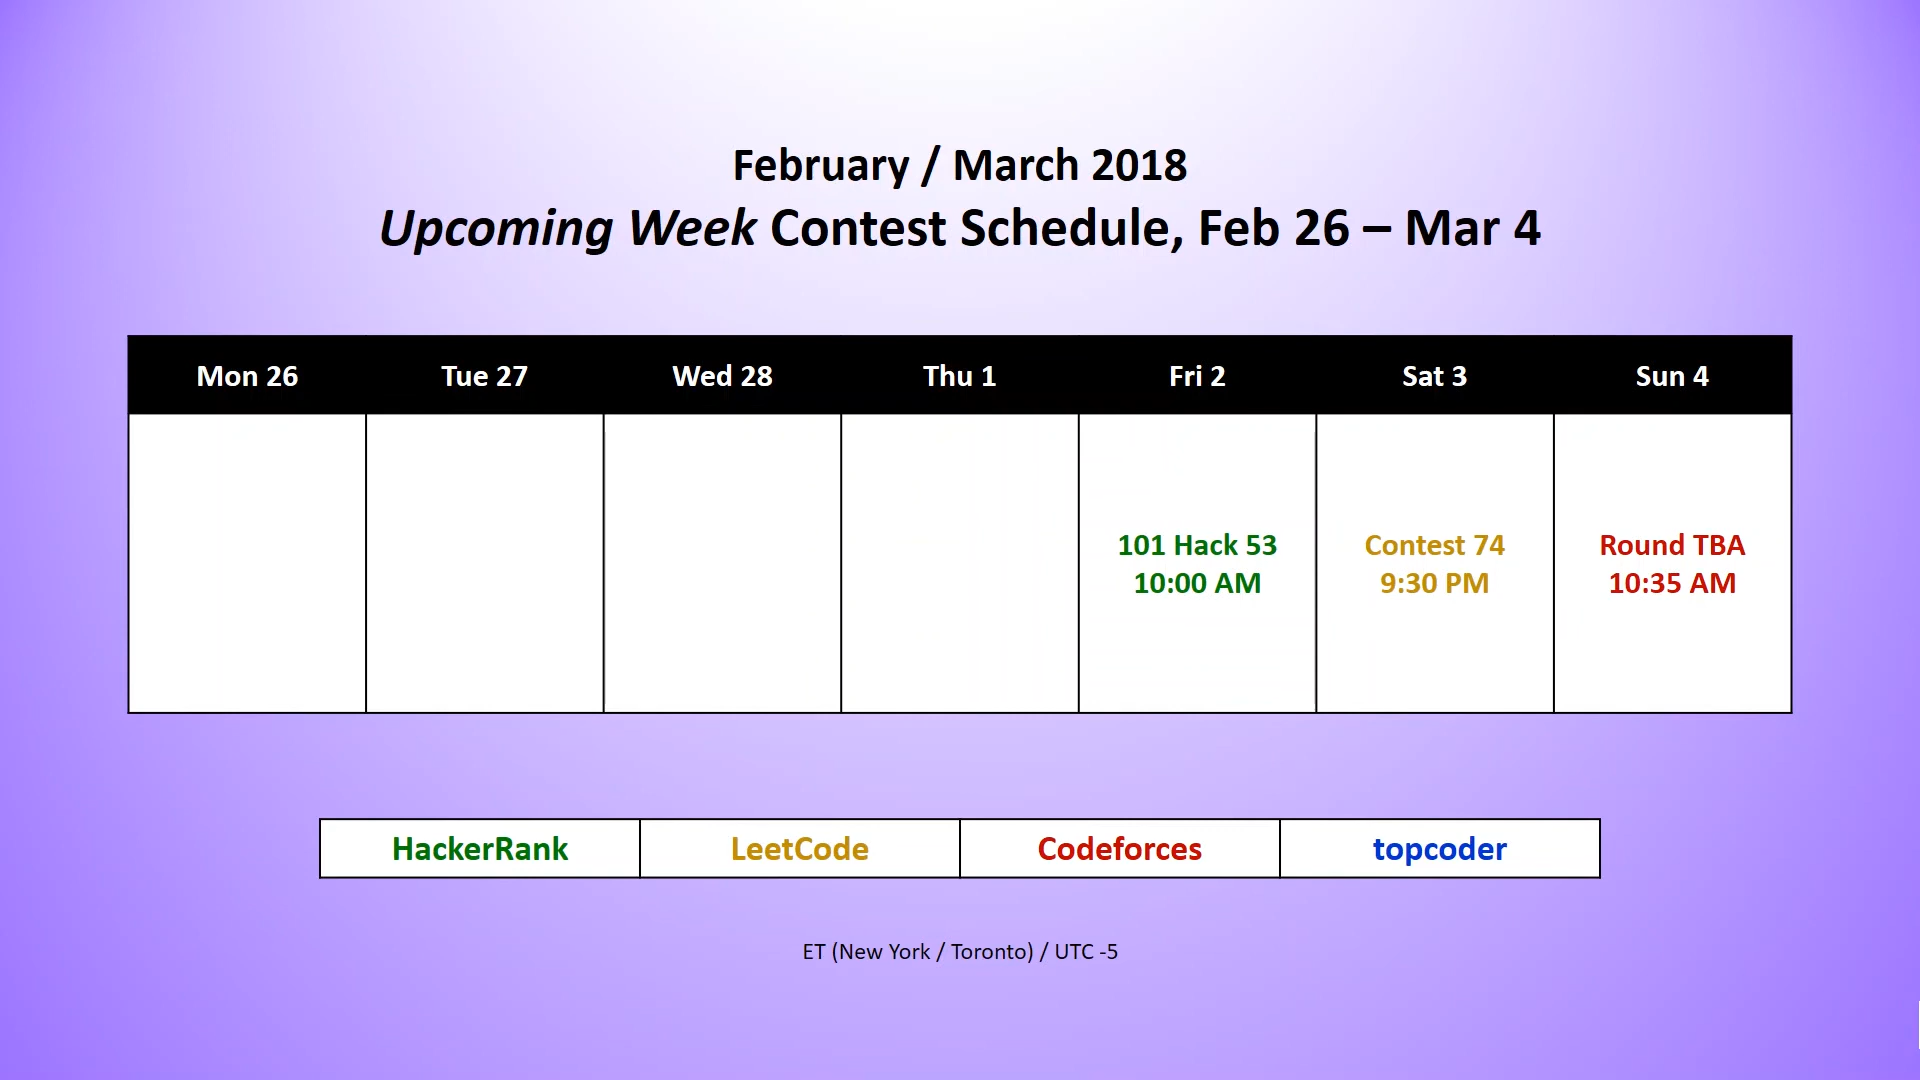 February / March 2018
Upcoming Week Contest Schedule, Feb 26 – Mar 4
Mon 26 Tue 27 Wed 28 Thu 1 Fri 2 Sat 3 Sun 4
101 Hack 53 Contest 74 Round TBA
10:00 AM 9:30 PM 10:35 AM
HackerRank LeetCode Codeforces topcoder
ET (New York / Toronto) / UTC -5